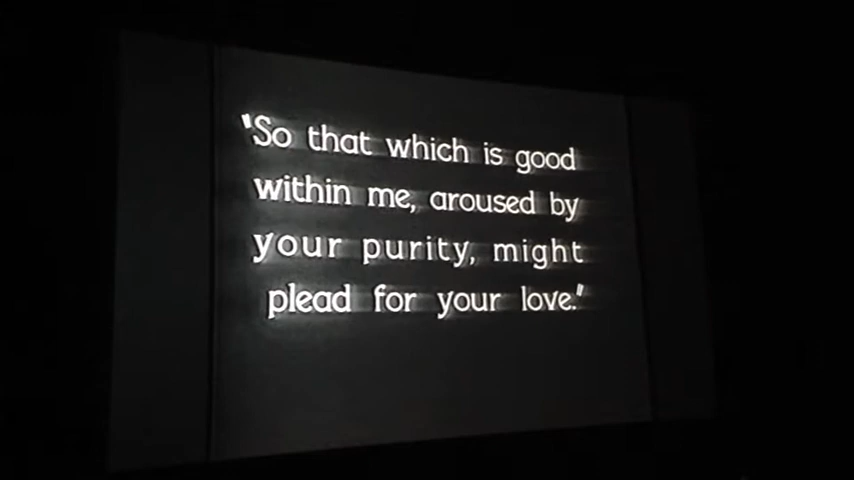 "So that which is good
within me, aroused by
your purity, might
plead for your love."